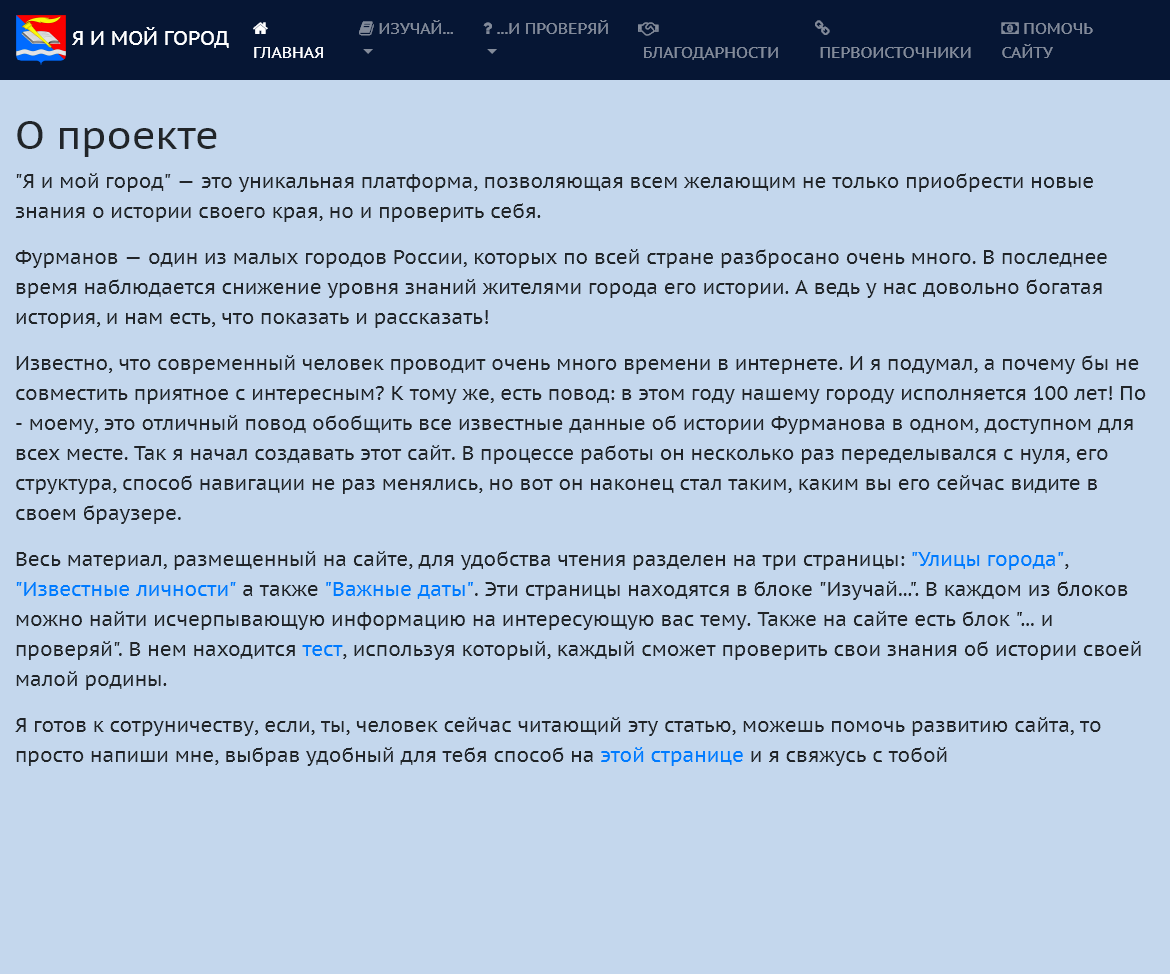 Я И МОЙ ГОРОД
ГЛАВНАЯ
ИЗУЧАЙ...
? ...И ПРОВЕРЯЙ
БЛАГОДАРНОСТИ
ПЕРВОИСТОЧНИКИ
ПОМОЧЬ
САЙТУ
О проекте
"Я и мой город" — это уникальная платформа, позволяющая всем желающим не только приобрести новые
знания о истории своего края, но и проверить себя.
Фурманов — один из малых городов России, которых по всей стране разбросано очень много. В последнее
время наблюдается снижение уровня знаний жителями города его истории. А ведь у нас довольно богатая
история, и нам есть, что показать и рассказать!
Известно, что современный человек проводит очень много времени в интернете. И я подумал, а почему бы не
совместить приятное с интересным? К тому же, есть повод: в этом году нашему городу исполняется 100 лет! По
- моему, это отличный повод обобщить все известные данные об истории Фурманова в одном, доступном для
всех месте. Так я начал создавать этот сайт. В процессе работы он несколько раз переделывался с нуля, его
структура, способ навигации не раз менялись, но вот он наконец стал таким, каким вы его сейчас видите в
своем браузере.
Весь материал, размещенный на сайте, для удобства чтения разделен на три страницы: "Улицы города",
"Известные личности" а также "Важные даты". Эти страницы находятся в блоке "Изучай...". В каждом из блоков
можно найти исчерпывающую информацию на интересующую вас тему. Также на сайте есть блок "... и
проверяй". В нем находится тест, используя который, каждый сможет проверить свои знания об истории своей
малой родины.
Я готов к сотруничеству, если, ты, человек сейчас читающий эту статью, можешь помочь развитию сайта, то
просто напиши мне, выбрав удобный для тебя способ на этой странице и я свяжусь с тобой